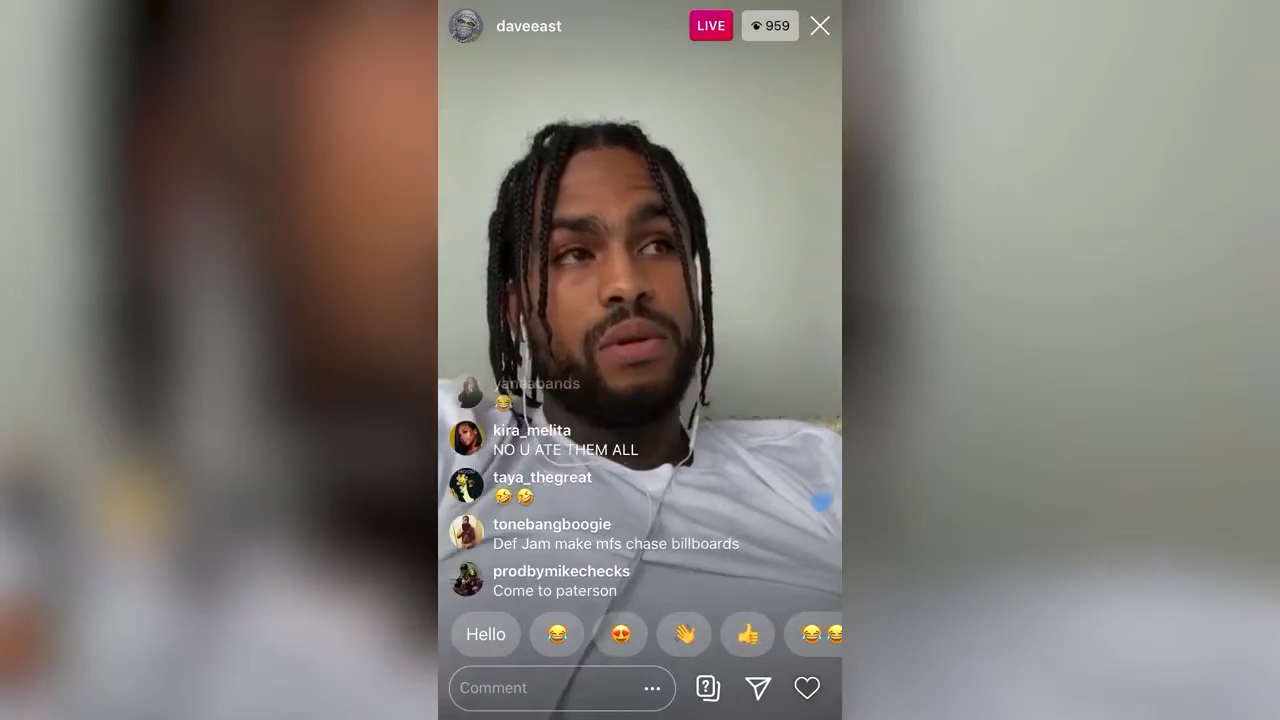 daveeast
LIVE
959
yaniabands
😂
kira_melita
NO U ATE THEM ALL
taya_thegreat
🤣 🤣
tonebangboogie
Def Jam make mfs chase billboards
prodbymikechecks
Come to paterson
Hello
Comment